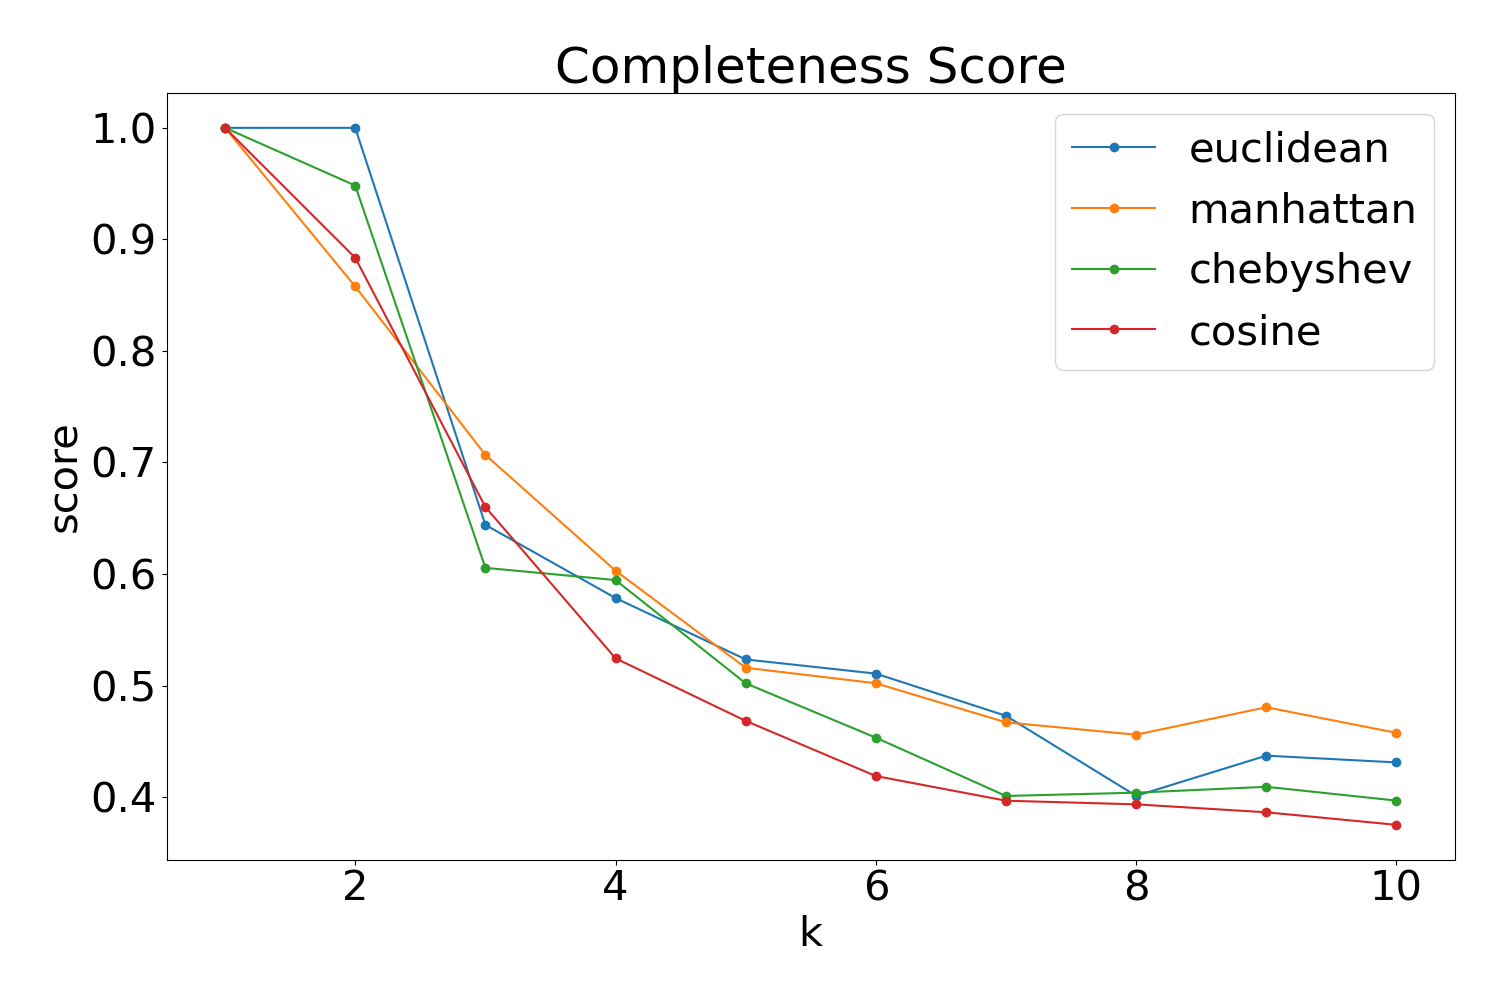 Completeness Score
1.0
0.9
0.8
0.7
0.6
0.5
0.4
score
2 4 6 8 10
k
euclidean
manhattan
chebyshev
cosine